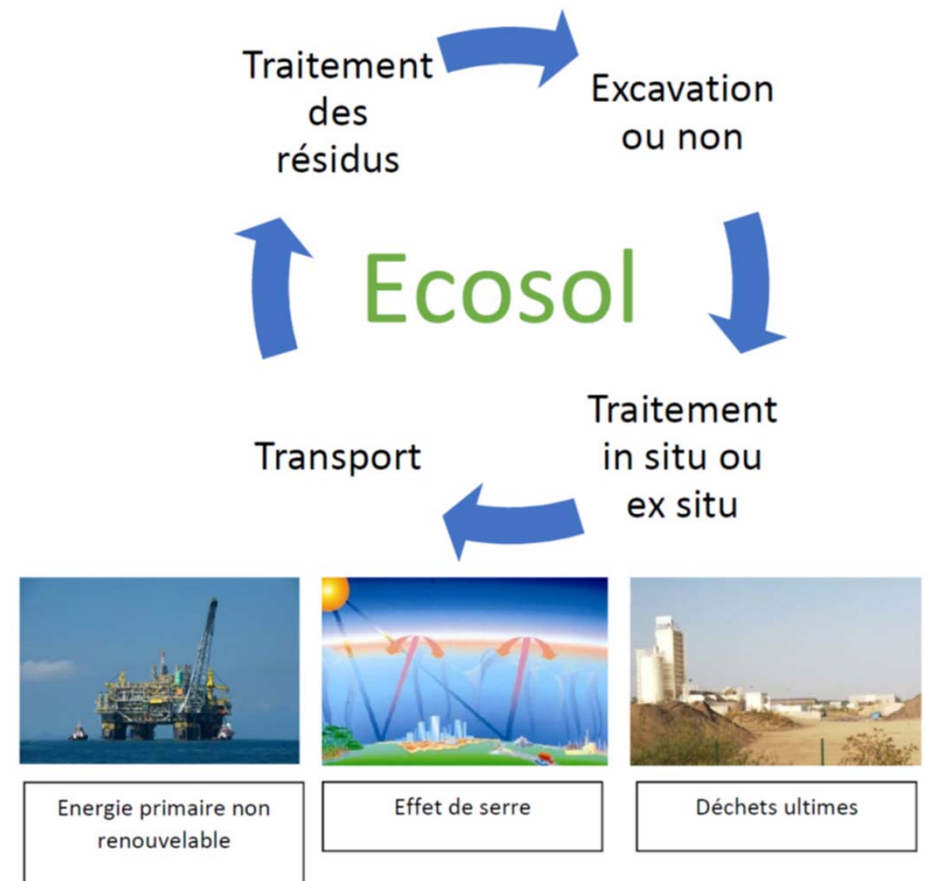 Traitement
des
résidus
Excavation
ou non
Ecosol
Traitement
in situ ou
ex situ
Transport
Energie primaire non
renouvelable
Effet de serre
Déchets ultimes